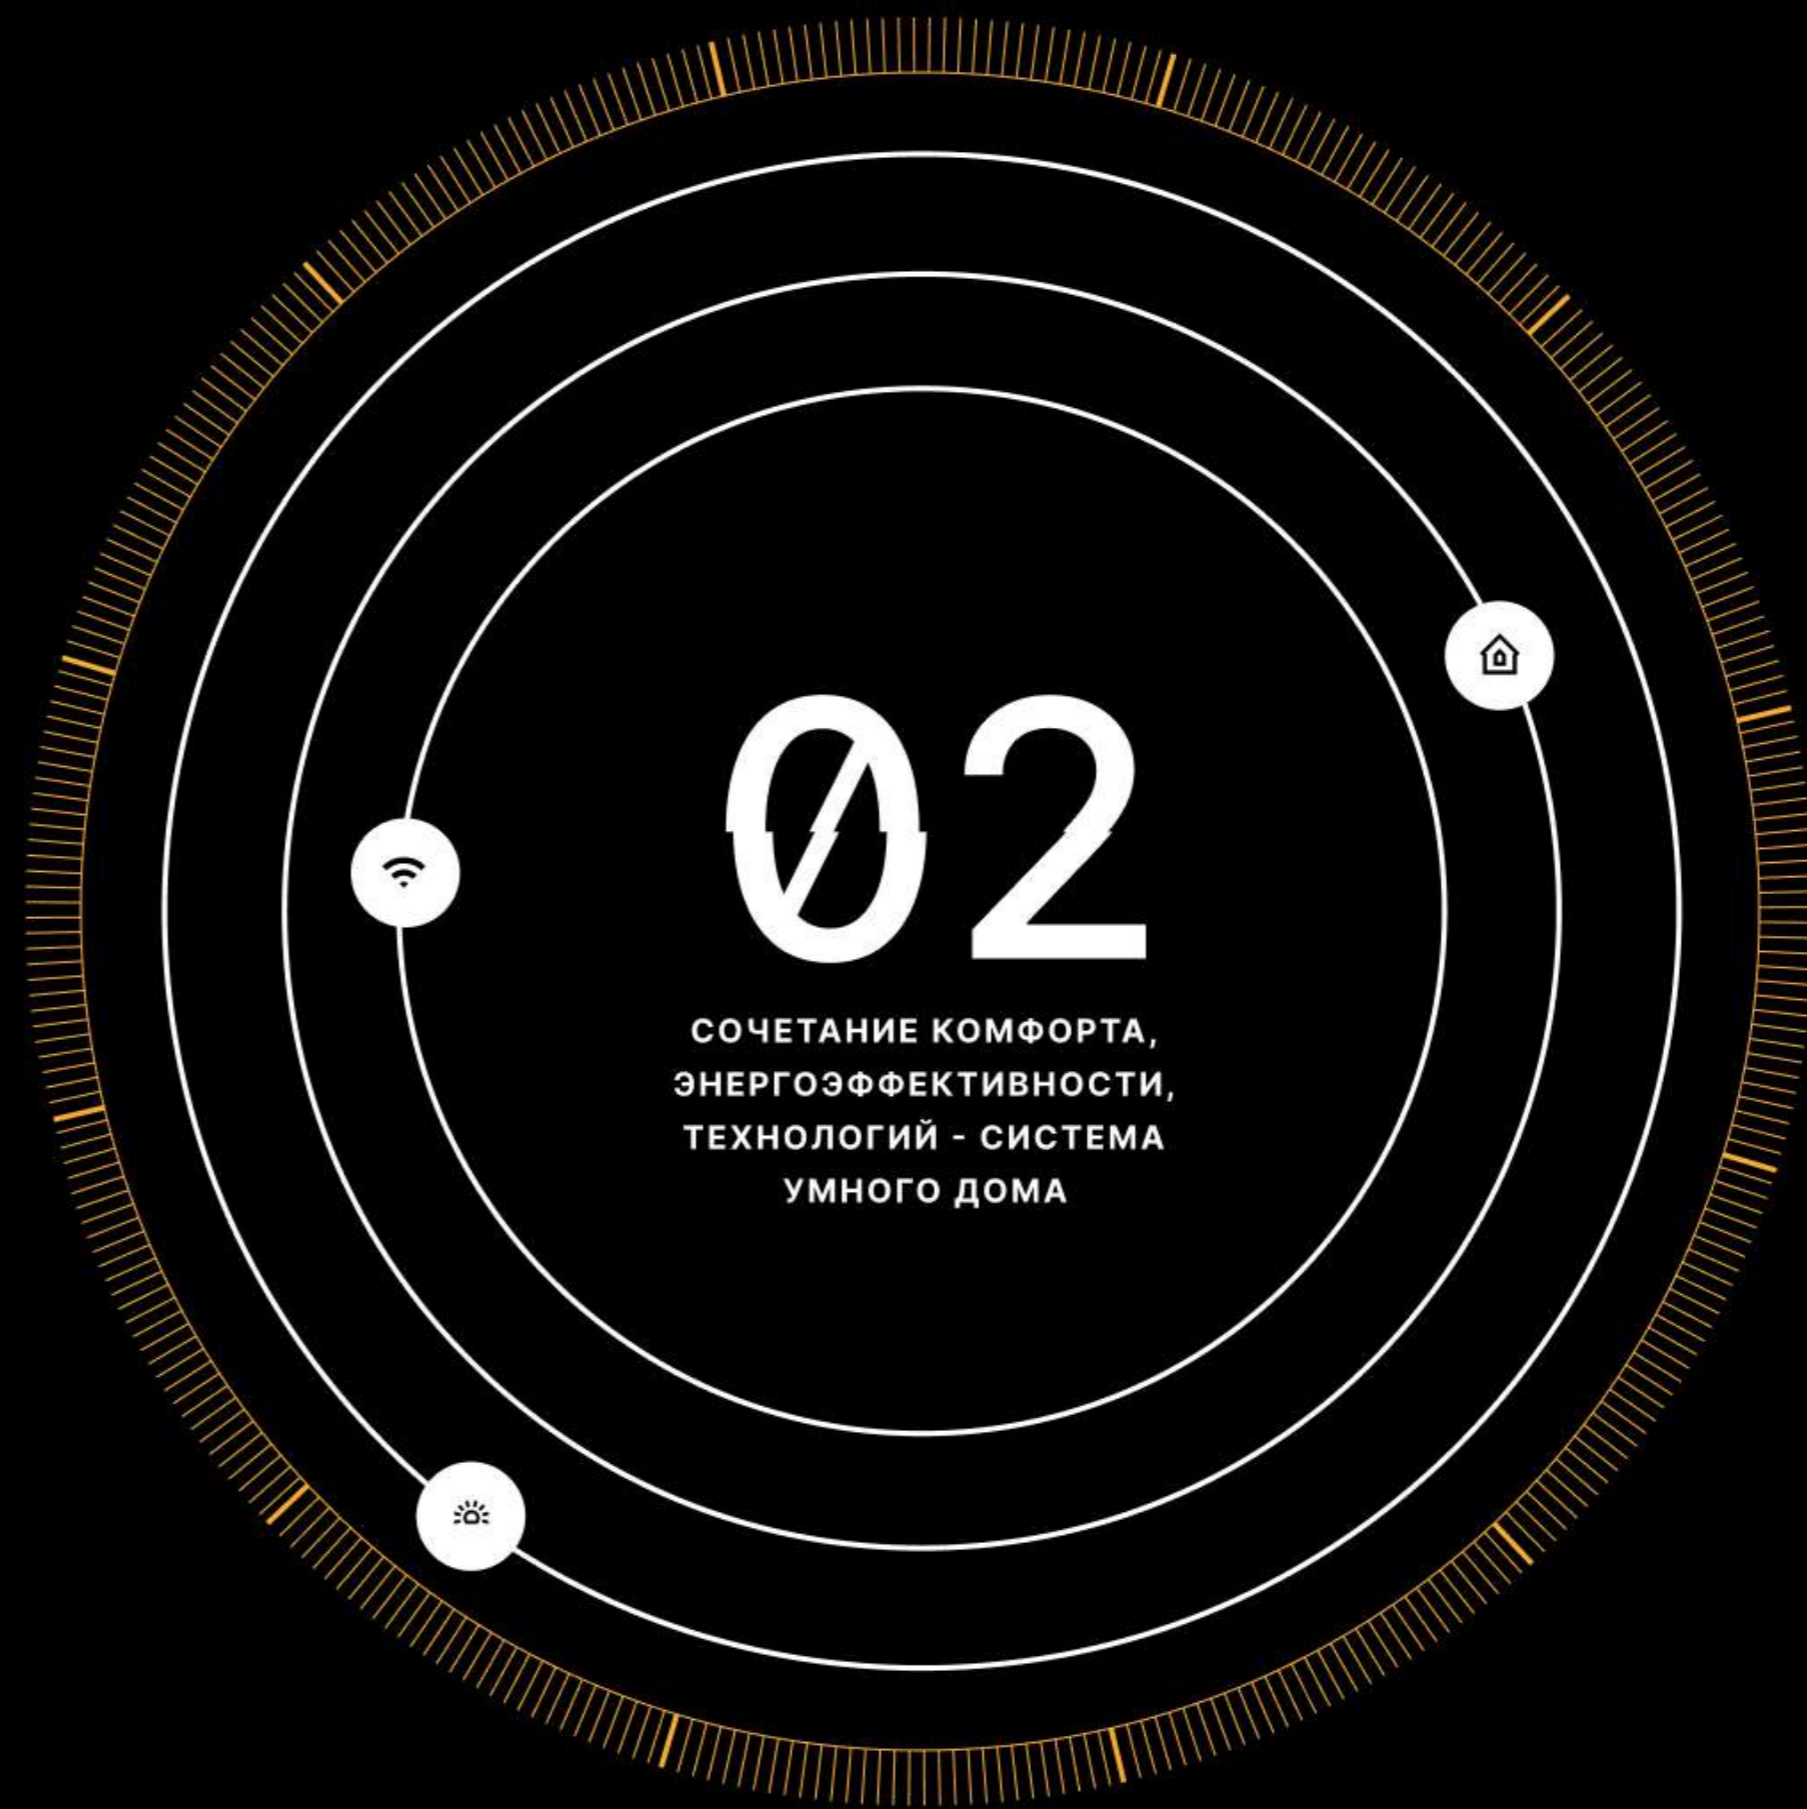 02
СОЧЕТАНИЕ КОМФОРТА,
ЭНЕРГОЭФФЕКТИВНОСТИ,
ТЕХНОЛОГИЙ - СИСТЕМА
УМНОГО ДОМА